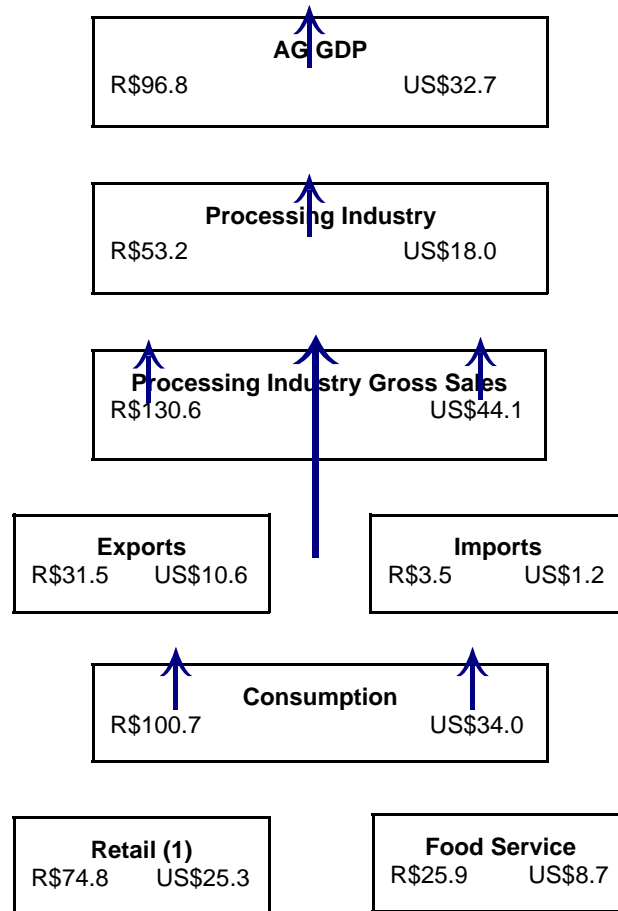 AG GDP
R$96.8 US$32.7
Processing Industry
R$53.2 US$18.0
Processing Industry Gross Sales
R$130.6 US$44.1
Exports
R$31.5 US$10.6
Imports
R$3.5 US$1.2
Consumption
R$100.7 US$34.0
Retail (1)
R$74.8 US$25.3
Food Service
R$25.9 US$8.7